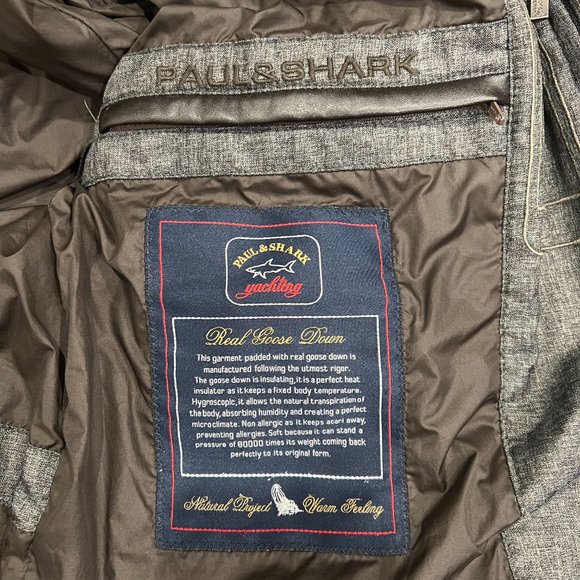 PAUL&SHARK
PAUL & SHARK
yachting
Real Goose Down
This garment padded with real goose down is
manufactured following the utmost rigor.
The goose down is insulating, it is a perfect heat
insulator as it keeps a fixed body temperature.
Hygroscopic, it allows the natural transpiration of
the body, absorbing humidity and creating a perfect
microclimate. Non allergic as it keeps acari away,
preventing allergies. Soft because it can stand a
pressure of 80000 times its weight coming back
perfectly to its original form.
Natural Project Warm Feeling